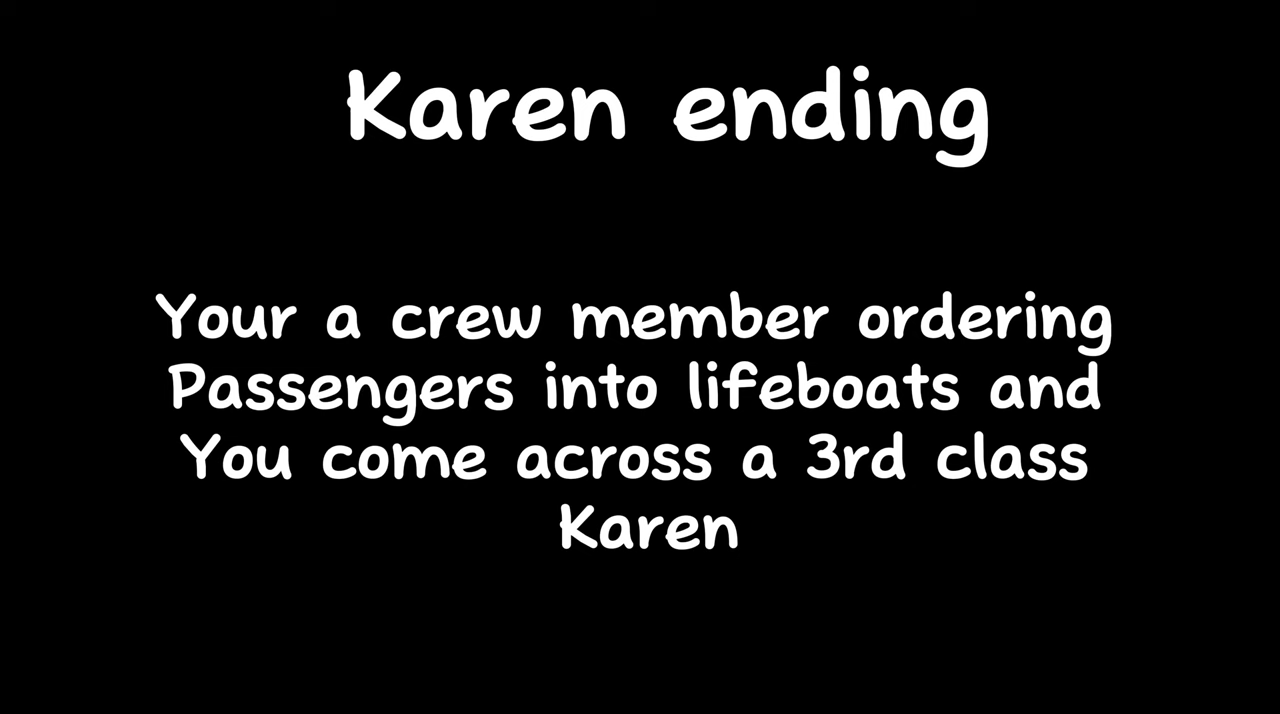 Karen ending
Your a crew member ordering
Passengers into lifeboats and
You come across a 3rd class
Karen